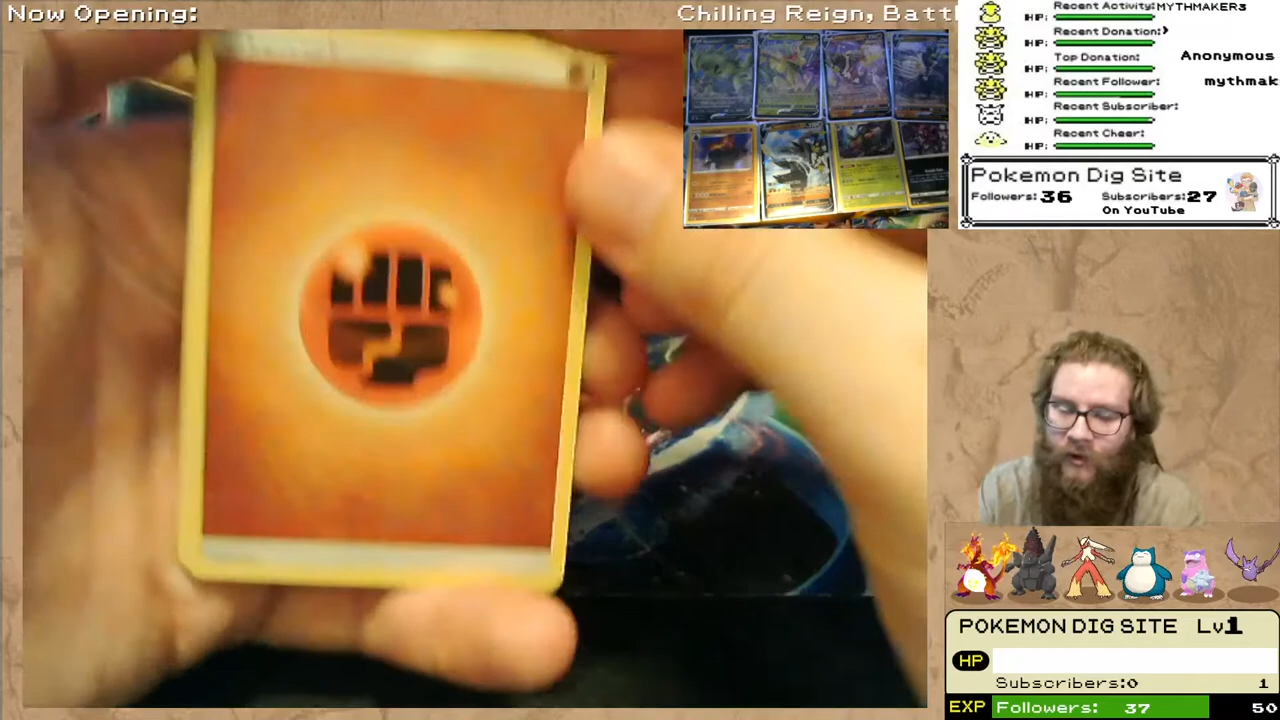 Now Opening:
Chilling Reign, Battl
Recent Activity: MYTHMAKER3
HP:
Recent Donation:
HP:
Top Donation: Anonymous
HP:
Recent Follower: mythmak
HP:
Recent Subscriber:
HP:
Recent Cheer:
HP:
Pokemon Dig Site
Followers: 36 Subscribers: 27
On YouTube
POKEMON DIG SITE Lv1
HP
Subscribers:0 1
EXP Followers: 37 50